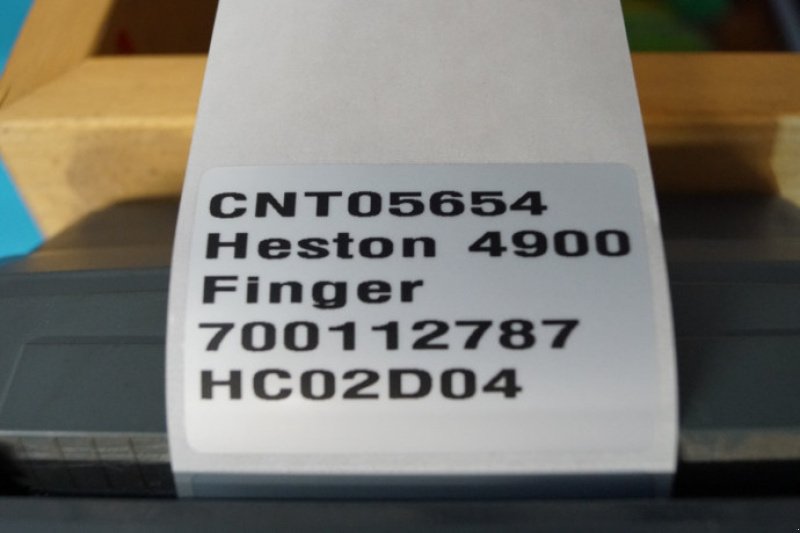 CNT05654
Heston 4900
Finger
700112787
HC02D04